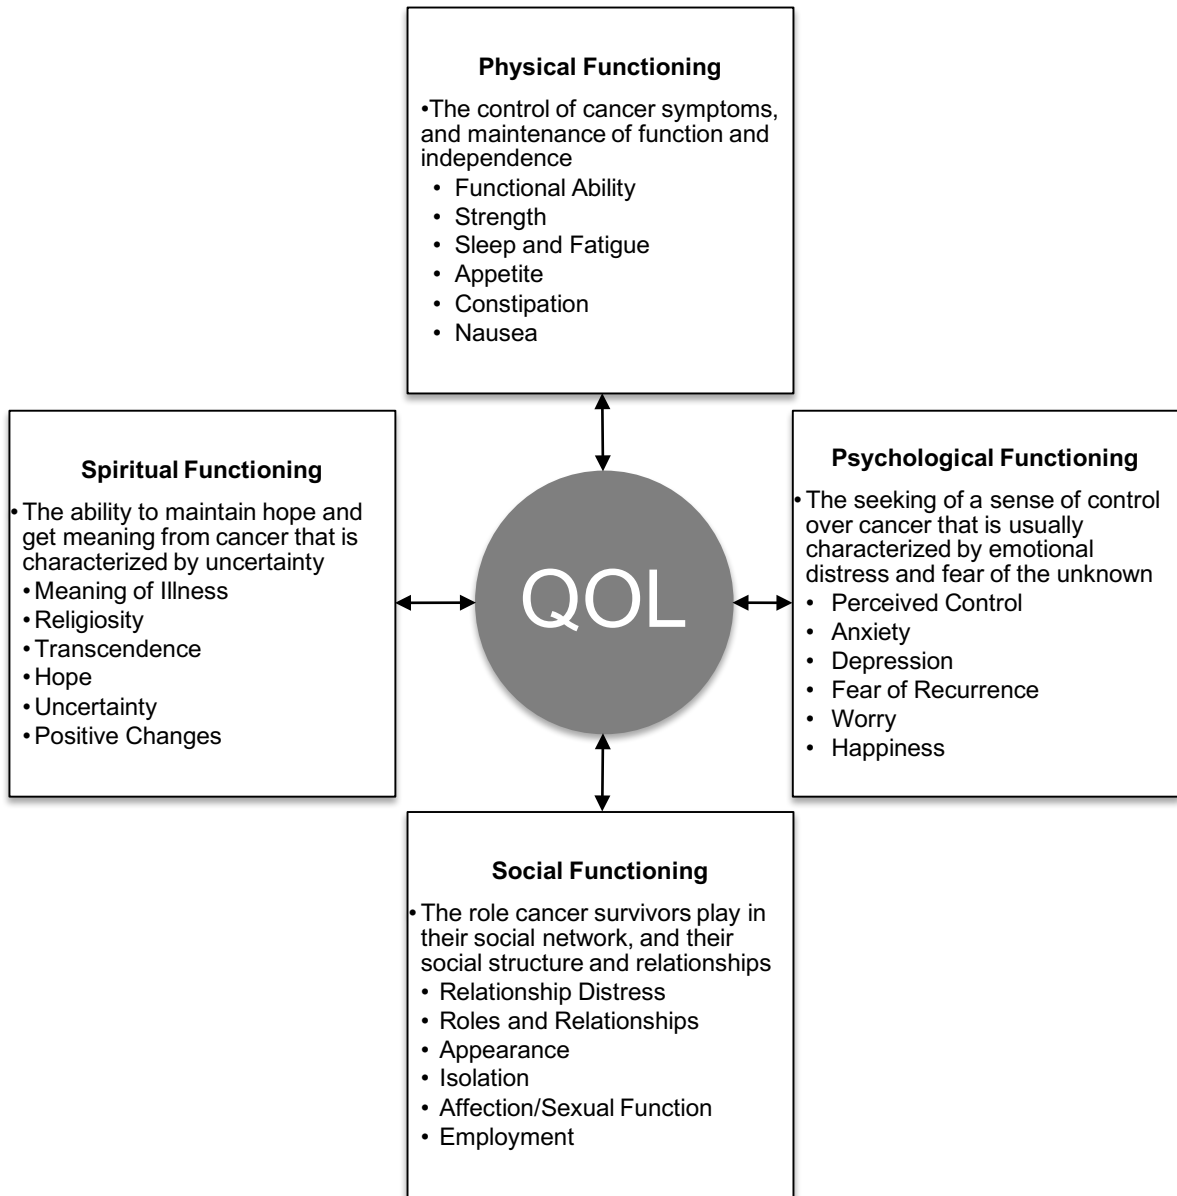 Physical Functioning
•The control of cancer symptoms,
and maintenance of function and
independence
• Functional Ability
• Strength
• Sleep and Fatigue
• Appetite
• Constipation
• Nausea
Spiritual Functioning
• The ability to maintain hope and
get meaning from cancer that is
characterized by uncertainty
• Meaning of Illness
• Religiosity
• Transcendence
• Hope
• Uncertainty
• Positive Changes
QOL
Psychological Functioning
• The seeking of a sense of control
over cancer that is usually
characterized by emotional
distress and fear of the unknown
• Perceived Control
• Anxiety
• Depression
• Fear of Recurrence
• Worry
• Happiness
Social Functioning
• The role cancer survivors play in
their social network, and their
social structure and relationships
• Relationship Distress
• Roles and Relationships
• Appearance
• Isolation
• Affection/Sexual Function
• Employment